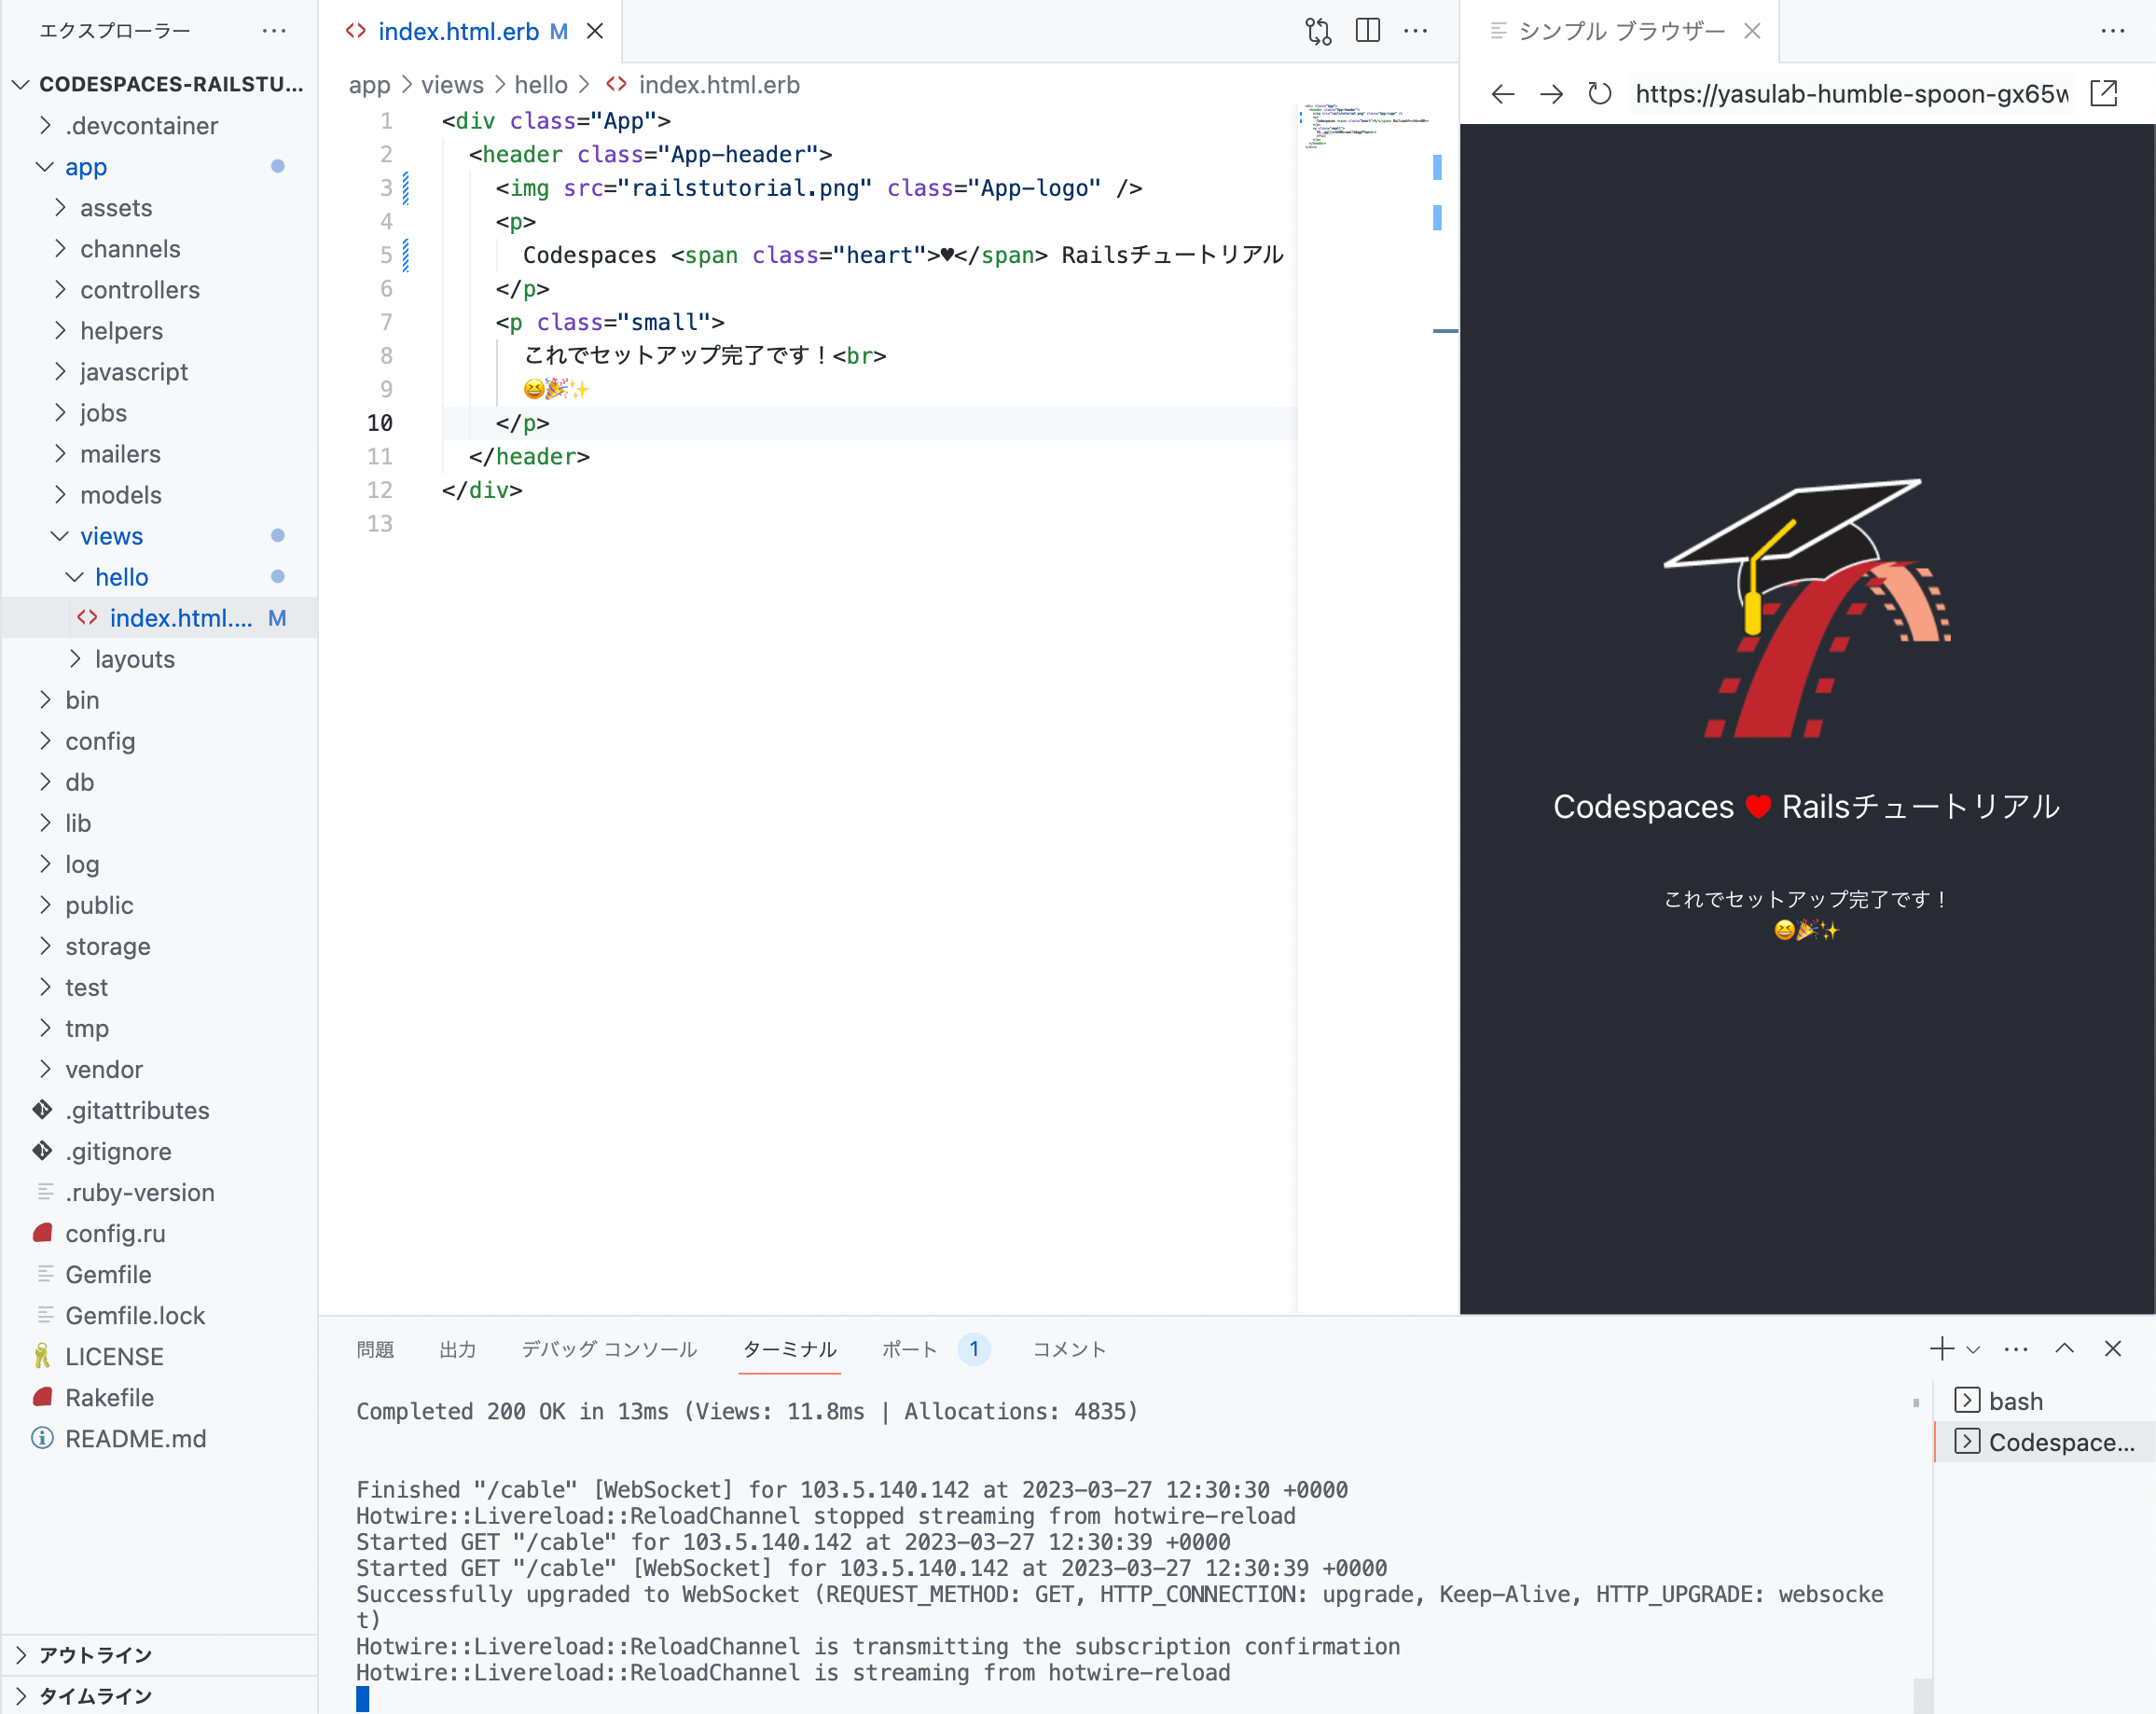 エクスプローラー
CODESPACES-RAILSTU...
.devcontainer
app
assets
channels
controllers
helpers
javascript
jobs
mailers
models
views
hello
index.html.... M
layouts
bin
config
db
lib
log
public
storage
test
tmp
vendor
.gitattributes
.gitignore
.ruby-version
config.ru
Gemfile
Gemfile.lock
LICENSE
Rakefile
README.md
アウトライン
タイムライン
index.html.erb M
app > views > hello > index.html.erb
1 <div class="App">
2 <header class="App-header">
3 <img src="railstutorial.png" class="App-logo" />
4 <p>
5 Codespaces <span class="heart">♥</span> Railsチュートリアル
6 </p>
7 <p class="small">
8 これでセットアップ完了です！<br>
9 😆🎉✨
10 </p>
11 </header>
12 </div>
13
シンプル ブラウザー
https://yasulab-humble-spoon-gx65w
Codespaces ♥ Railsチュートリアル
これでセットアップ完了です！
😆🎉✨
問題 出力 デバッグ コンソール ターミナル ポート 1 コメント
Completed 200 OK in 13ms (Views: 11.8ms | Allocations: 4835)
Finished "/cable" [WebSocket] for 103.5.140.142 at 2023-03-27 12:30:30 +0000
Hotwire::Livereload::ReloadChannel stopped streaming from hotwire-reload
Started GET "/cable" for 103.5.140.142 at 2023-03-27 12:30:39 +0000
Started GET "/cable" [WebSocket] for 103.5.140.142 at 2023-03-27 12:30:39 +0000
Successfully upgraded to WebSocket (REQUEST_METHOD: GET, HTTP_CONNECTION: upgrade, Keep-Alive, HTTP_UPGRADE: websocke
t)
Hotwire::Livereload::ReloadChannel is transmitting the subscription confirmation
Hotwire::Livereload::ReloadChannel is streaming from hotwire-reload
bash
Codespace...